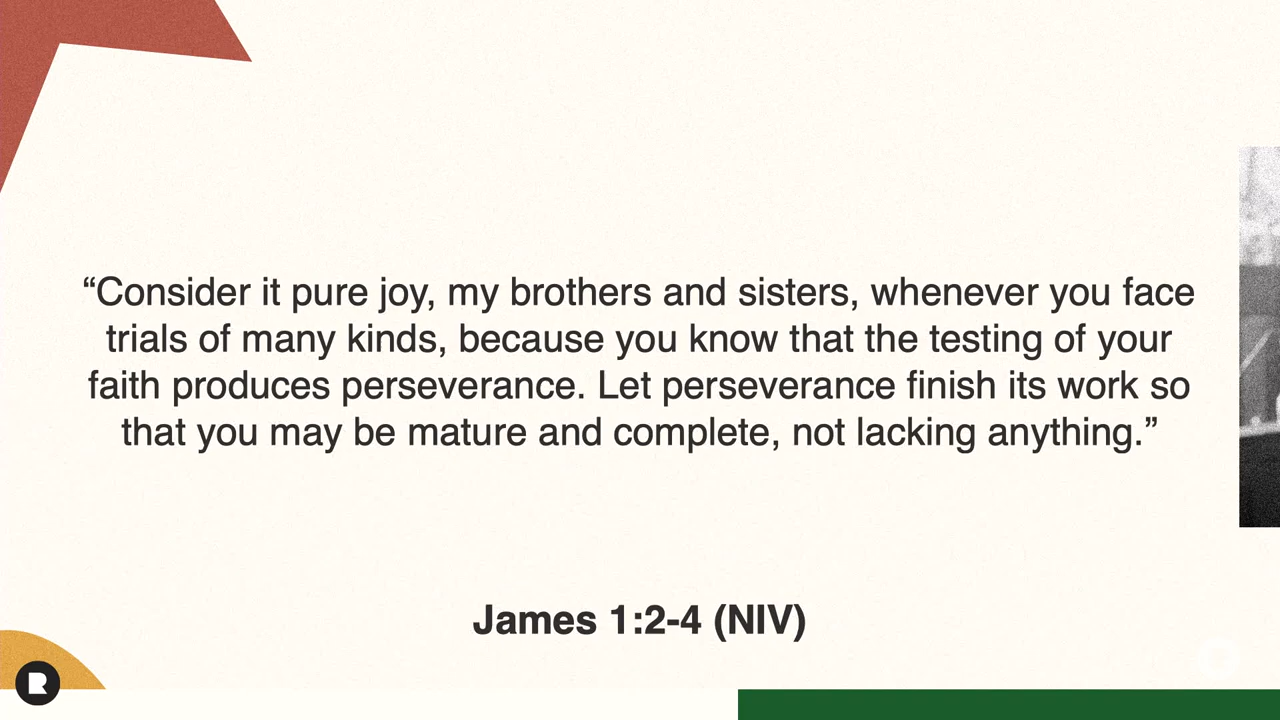 “Consider it pure joy, my brothers and sisters, whenever you face
trials of many kinds, because you know that the testing of your
faith produces perseverance. Let perseverance finish its work so
that you may be mature and complete, not lacking anything.”
James 1:2-4 (NIV)
R